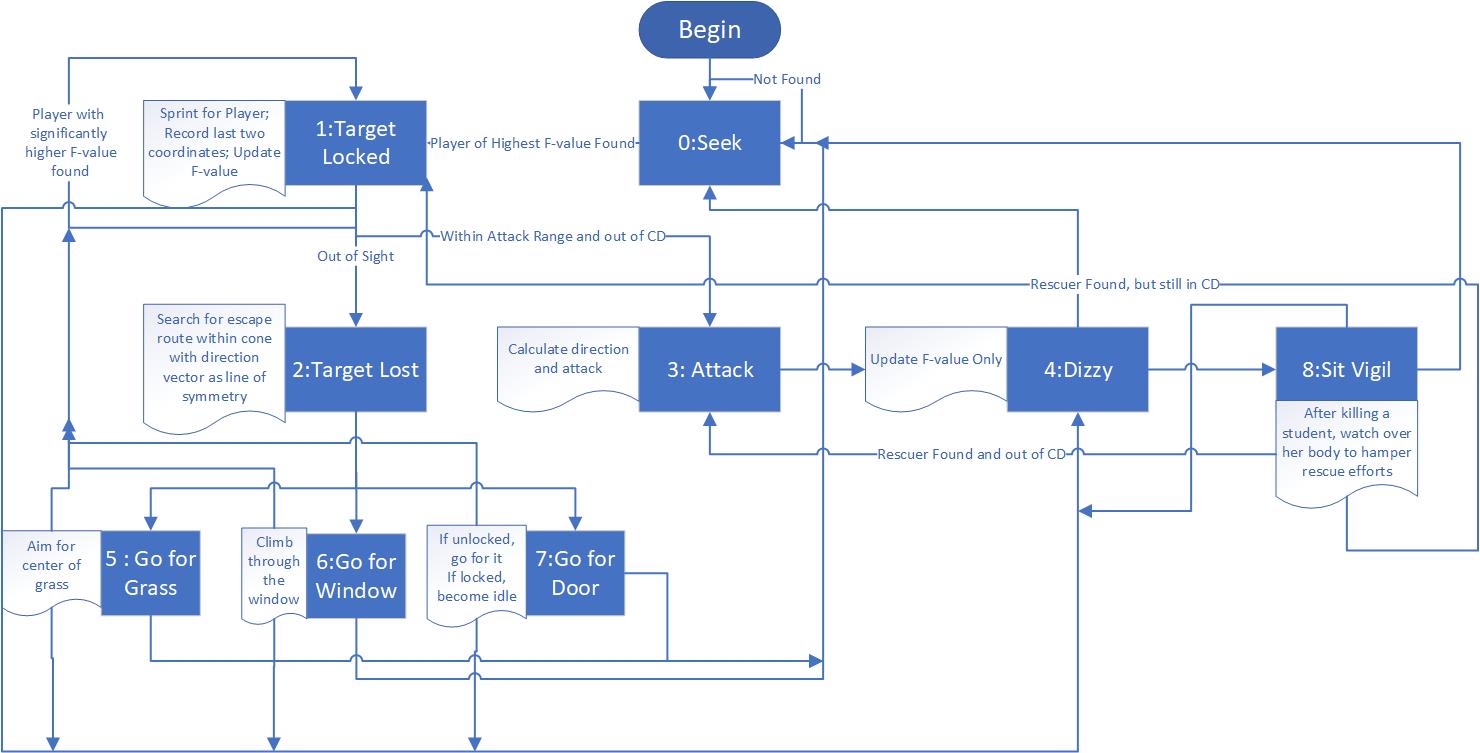 Begin
Not Found
Player with
significantly
higher F-value
found
Sprint for Player;
Record last two
coordinates; Update
F-value
1:Target
Locked
Player of Highest F-value Found
0:Seek
Within Attack Range and out of CD
Out of Sight
Rescuer Found, but still in CD
Search for escape
route within cone
with direction
vector as line of
symmetry
2:Target Lost
Calculate direction
and attack
3: Attack
Update F-value Only
4:Dizzy
8:Sit Vigil
After killing a
student, watch over
her body to hamper
rescue efforts
Rescuer Found and out of CD
Aim for
center of
grass
5 : Go for
Grass
Climb
through
the
window
6:Go for
Window
If unlocked,
go for it
If locked,
become idle
7:Go for
Door